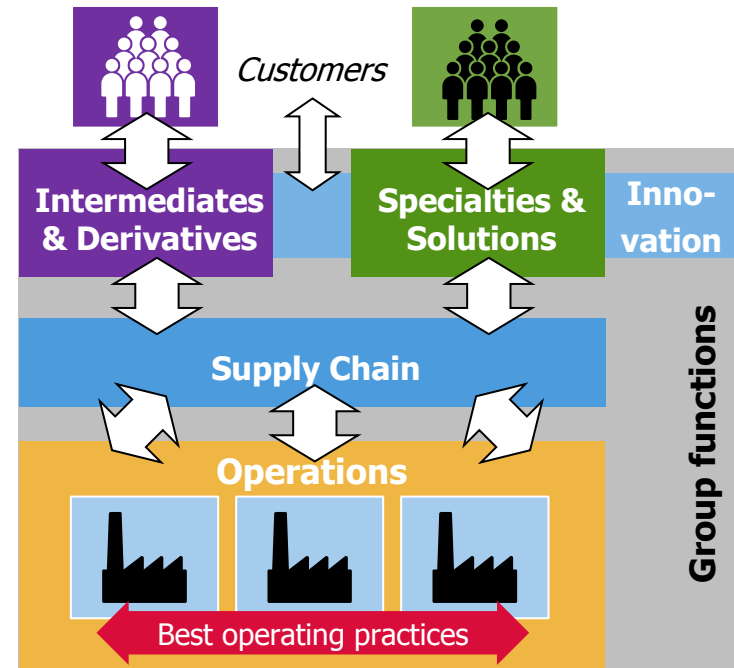 Customers
Intermediates
& Derivatives
Specialties &
Solutions
Inno-
vation
Supply Chain
Operations
Best operating practices
Group functions